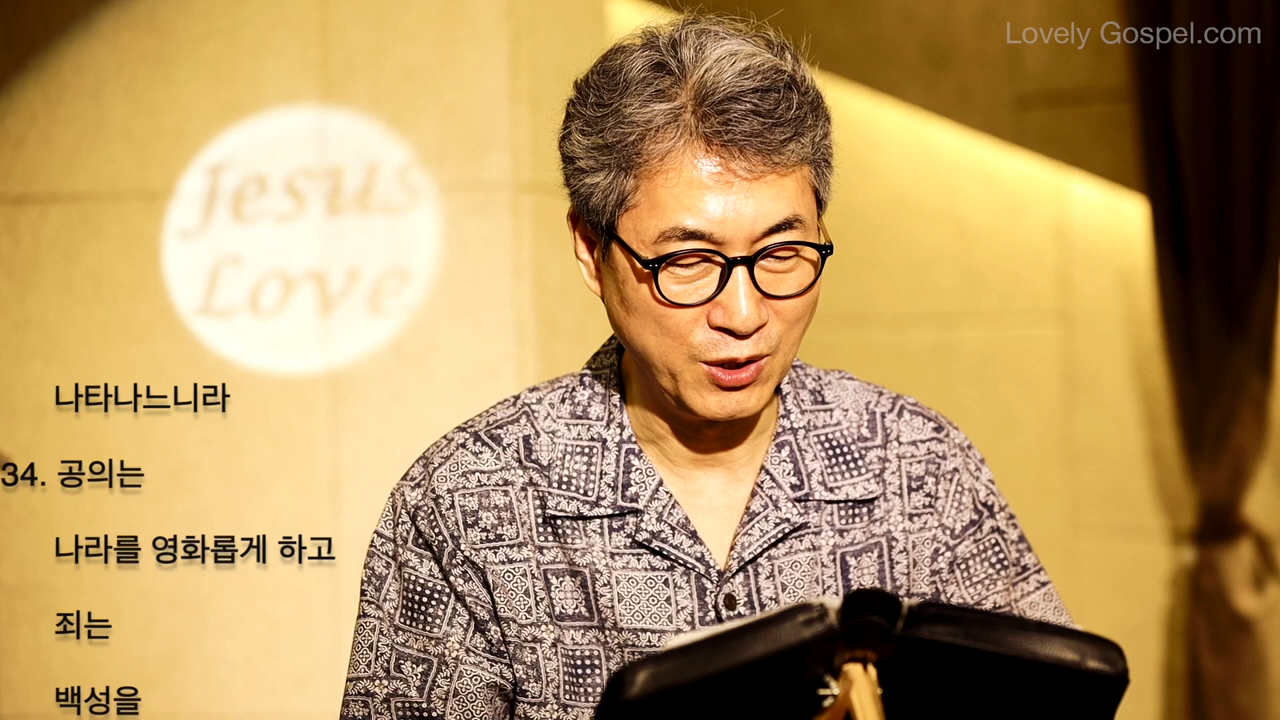 Lovely Gospel.com
Jesus
Love
나타나느니라
34. 공의는
나라를 영화롭게 하고
죄는
백성을